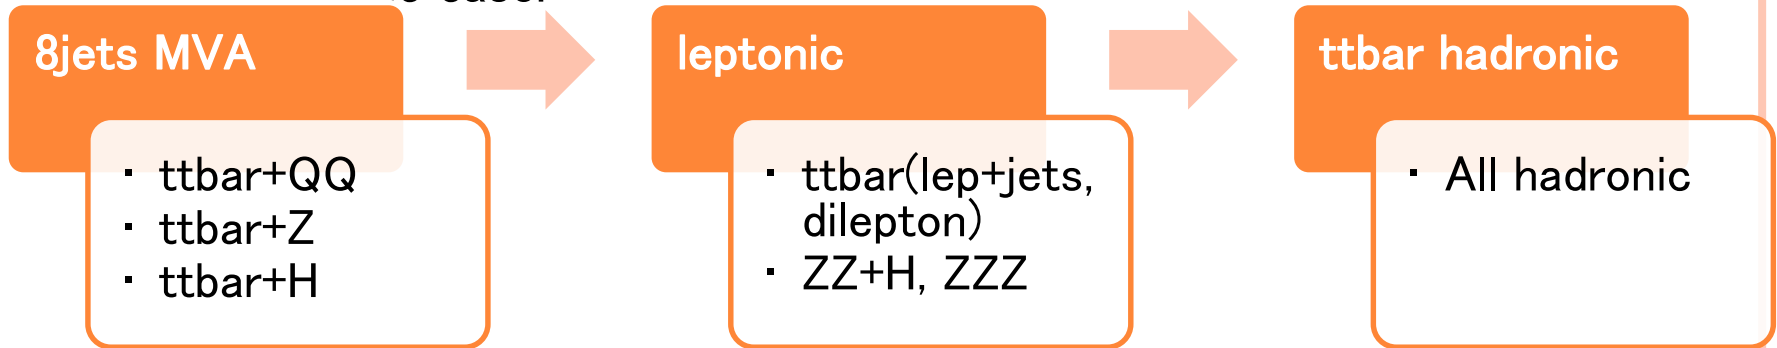 8jets MVA
・ ttbar+QQ
・ ttbar+Z
・ ttbar+H
leptonic
・ ttbar(lep+jets,
dilepton)
・ ZZ+H, ZZZ
ttbar hadronic
・ All hadronic